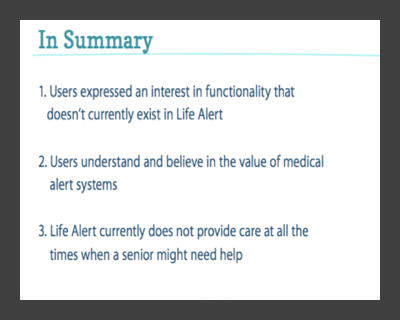 In Summary
1. Users expressed an interest in functionality that
doesn't currently exist in Life Alert
2. Users understand and believe in the value of medical
alert systems
3. Life Alert currently does not provide care at all the
times when a senior might need help